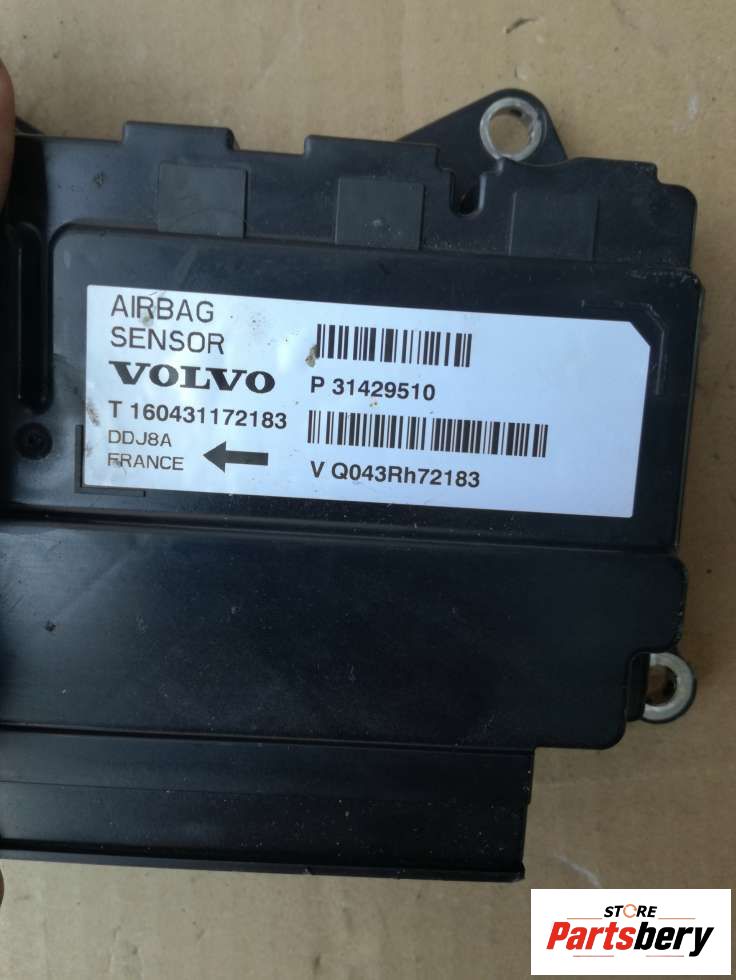 AIRBAG
SENSOR
VOLVO
P 31429510
T 160431172183
DDJ8A
FRANCE
V Q043Rh72183
STORE
Partsbery